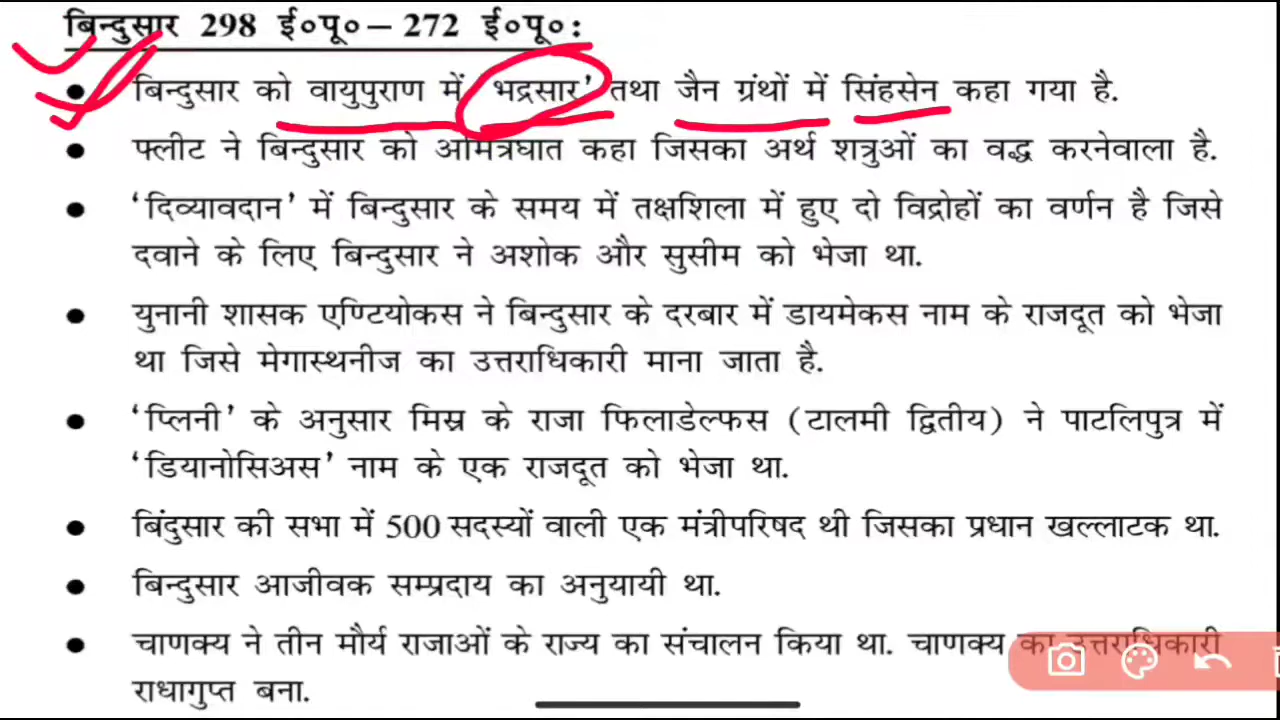 बिन्दुसार 298 ई०पू० – 272 ई०पू० :
● बिन्दुसार को वायुपुराण में 'भद्रसार' तथा जैन ग्रंथों में सिंहसेन कहा गया है.
● फ्लीट ने बिन्दुसार को अमित्रघात कहा जिसका अर्थ शत्रुओं का वद्ध करनेवाला है.
● 'दिव्यावदान' में बिन्दुसार के समय में तक्षशिला में हुए दो विद्रोहों का वर्णन है जिसे
दवाने के लिए बिन्दुसार ने अशोक और सुसीम को भेजा था.
● युनानी शासक एण्टियोकस ने बिन्दुसार के दरबार में डायमेकस नाम के राजदूत को भेजा
था जिसे मेगास्थनीज का उत्तराधिकारी माना जाता है.
● 'प्लिनी' के अनुसार मिस्र के राजा फिलाडेल्फस (टालमी द्वितीय) ने पाटलिपुत्र में
'डियानोसिअस' नाम के एक राजदूत को भेजा था.
● बिंदुसार की सभा में 500 सदस्यों वाली एक मंत्रीपरिषद थी जिसका प्रधान खल्लाटक था.
● बिन्दुसार आजीवक सम्प्रदाय का अनुयायी था.
● चाणक्य ने तीन मौर्य राजाओं के राज्य का संचालन किया था. चाणक्य का उत्तराधिकारी
राधागुप्त बना.